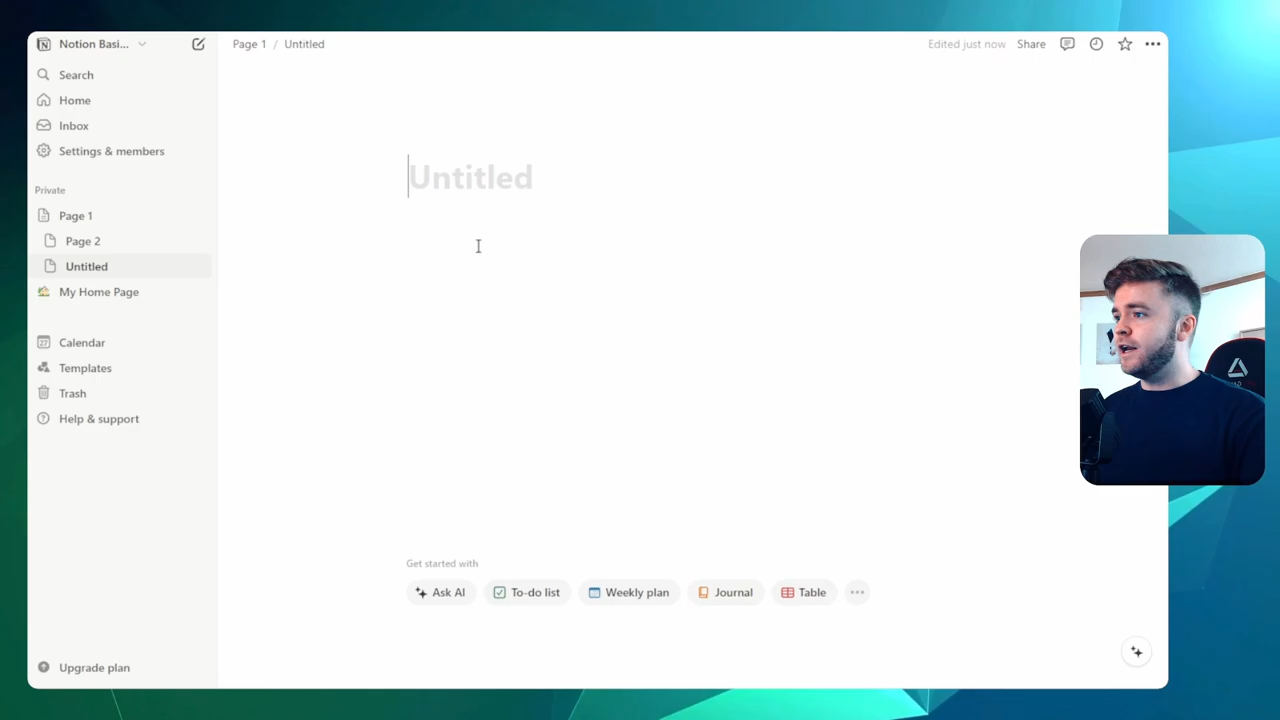 Notion Basi...
Page 1 / Untitled
Edited just now
Share
Search
Home
Inbox
Settings & members
Private
Page 1
Page 2
Untitled
My Home Page
Calendar
Templates
Trash
Help & support
Upgrade plan
Untitled
Get started with
Ask AI
To-do list
Weekly plan
Journal
Table